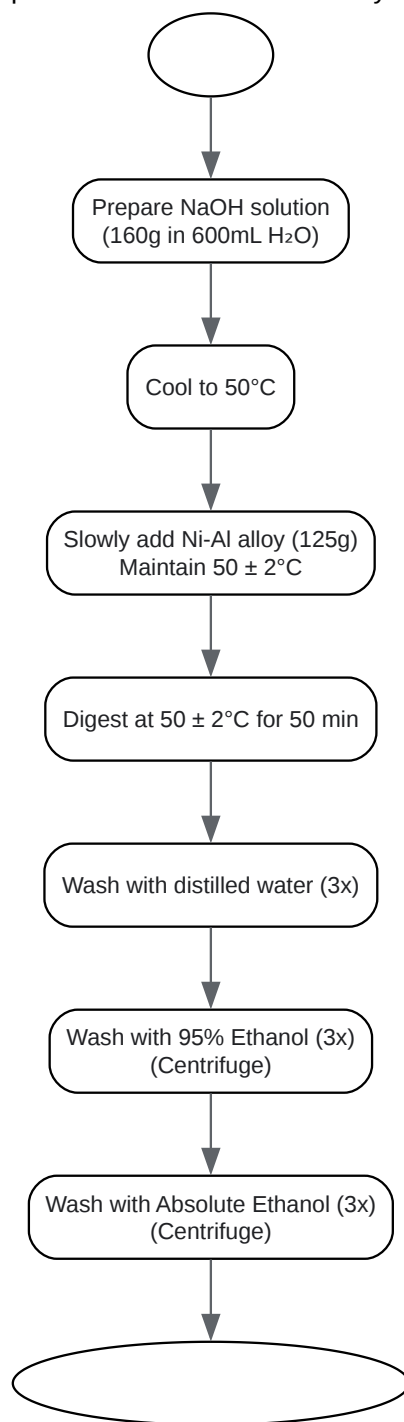 Prepare NaOH solution
(160g in 600mL H₂O)
Cool to 50°C
Slowly add Ni-Al alloy (125g)
Maintain 50 ± 2°C
Digest at 50 ± 2°C for 50 min
Wash with distilled water (3x)
Wash with 95% Ethanol (3x)
(Centrifuge)
Wash with Absolute Ethanol (3x)
(Centrifuge)